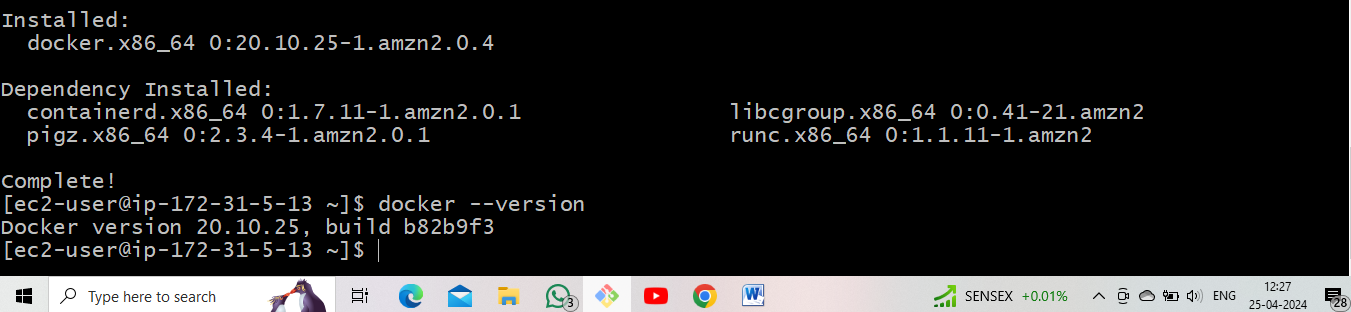 Installed:
docker.x86_64 0:20.10.25-1.amzn2.0.4
Dependency Installed:
containerd.x86_64 0:1.7.11-1.amzn2.0.1 libcgroup.x86_64 0:0.41-21.amzn2
pigz.x86_64 0:2.3.4-1.amzn2.0.1 runc.x86_64 0:1.1.11-1.amzn2
Complete!
[ec2-user@ip-172-31-5-13 ~]$ docker --version
Docker version 20.10.25, build b82b9f3
[ec2-user@ip-172-31-5-13 ~]$
Type here to search 3 W SENSEX +0.01% ENG 12:27
25-04-2024 28